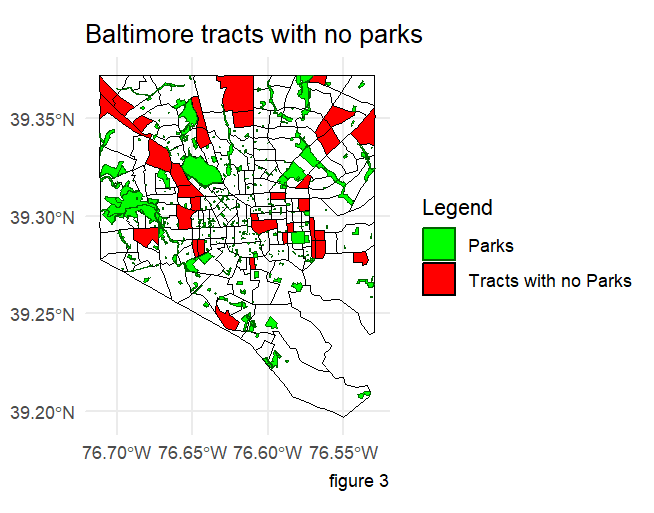 Baltimore tracts with no parks
39.35°N
39.30°N
39.25°N
39.20°N
76.70°W 76.65°W 76.60°W 76.55°W
figure 3
Legend
Parks
Tracts with no Parks